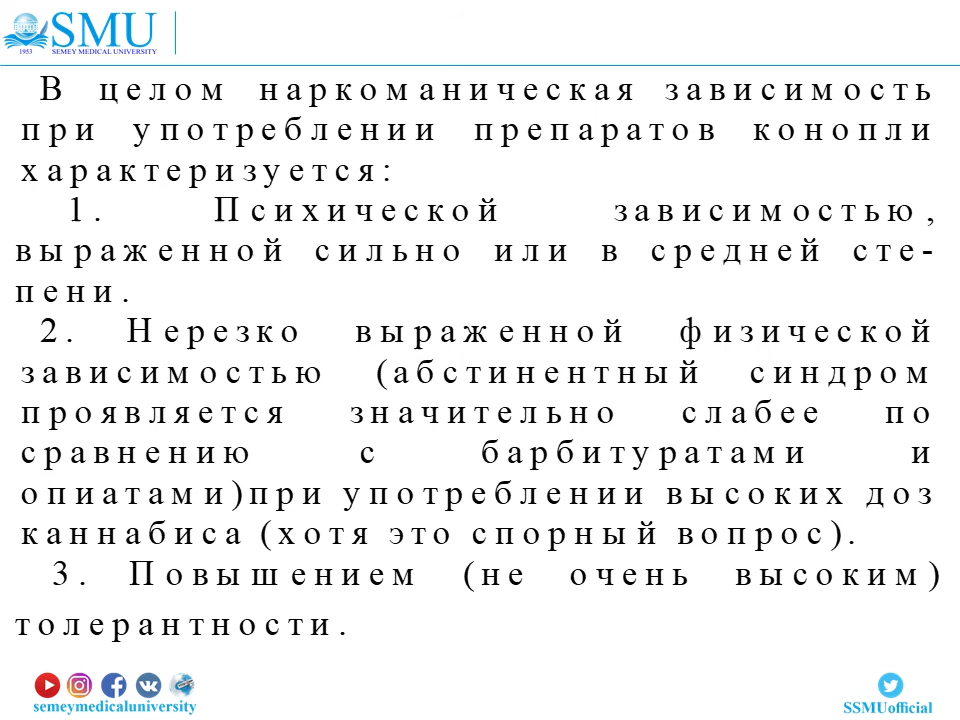 SMU
1953 SEMEY MEDICAL UNIVERSITY
В целом наркоманическая зависимость
при употреблении препаратов конопли
характеризуется:
1. Психической зависимостью,
выраженной сильно или в средней сте-
пени.
2. Нерезко выраженной физической
зависимостью (абстинентный синдром
проявляется значительно слабее по
сравнению с барбитуратами и
опиатами)при употреблении высоких доз
каннабиса (хотя это спорный вопрос).
3. Повышением (не очень высоким)
толерантности.
semeymedicaluniversity
SSMUofficial